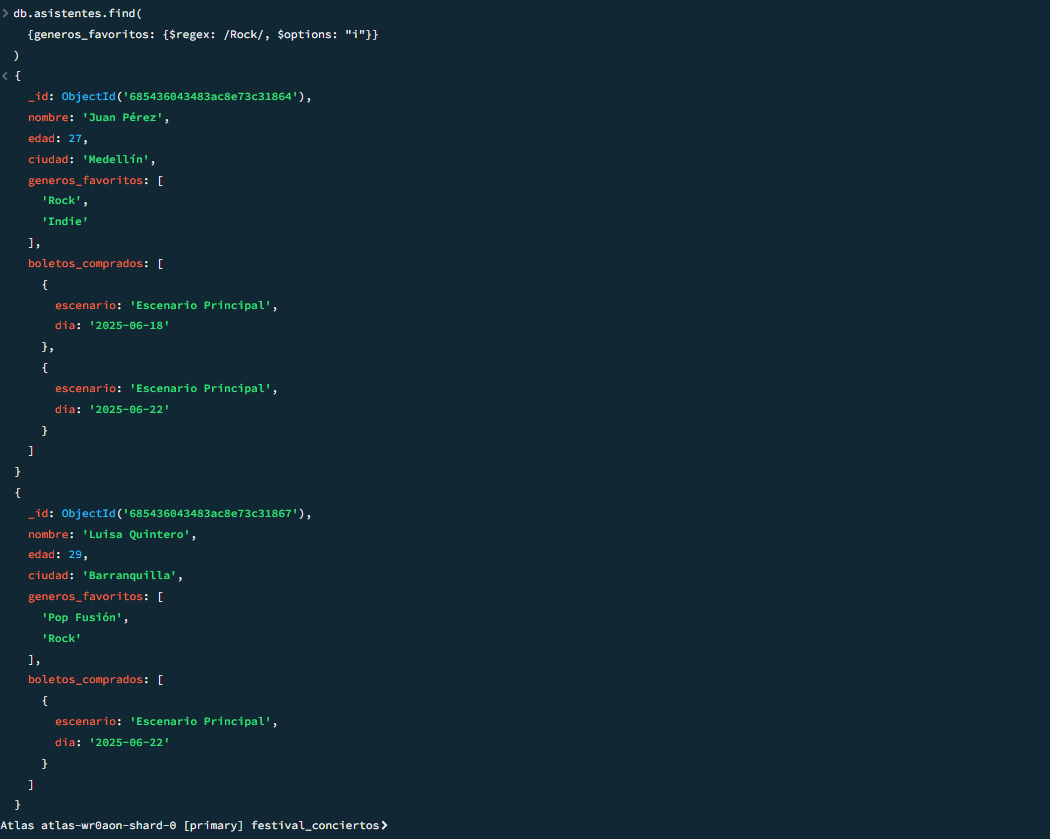 > db.asistentes.find(
{generos_favoritos: {$regex: /Rock/, $options: "i"}}
)
< {
_id: ObjectId('685436043483ac8e73c31864'),
nombre: 'Juan Pérez',
edad: 27,
ciudad: 'Medellín',
generos_favoritos: [
'Rock',
'Indie'
],
boletos_comprados: [
{
escenario: 'Escenario Principal',
dia: '2025-06-18'
},
{
escenario: 'Escenario Principal',
dia: '2025-06-22'
}
]
}
{
_id: ObjectId('685436043483ac8e73c31867'),
nombre: 'Luisa Quintero',
edad: 29,
ciudad: 'Barranquilla',
generos_favoritos: [
'Pop Fusión',
'Rock'
],
boletos_comprados: [
{
escenario: 'Escenario Principal',
dia: '2025-06-22'
}
]
}
Atlas atlas-wr0aon-shard-0 [primary] festival_conciertos>